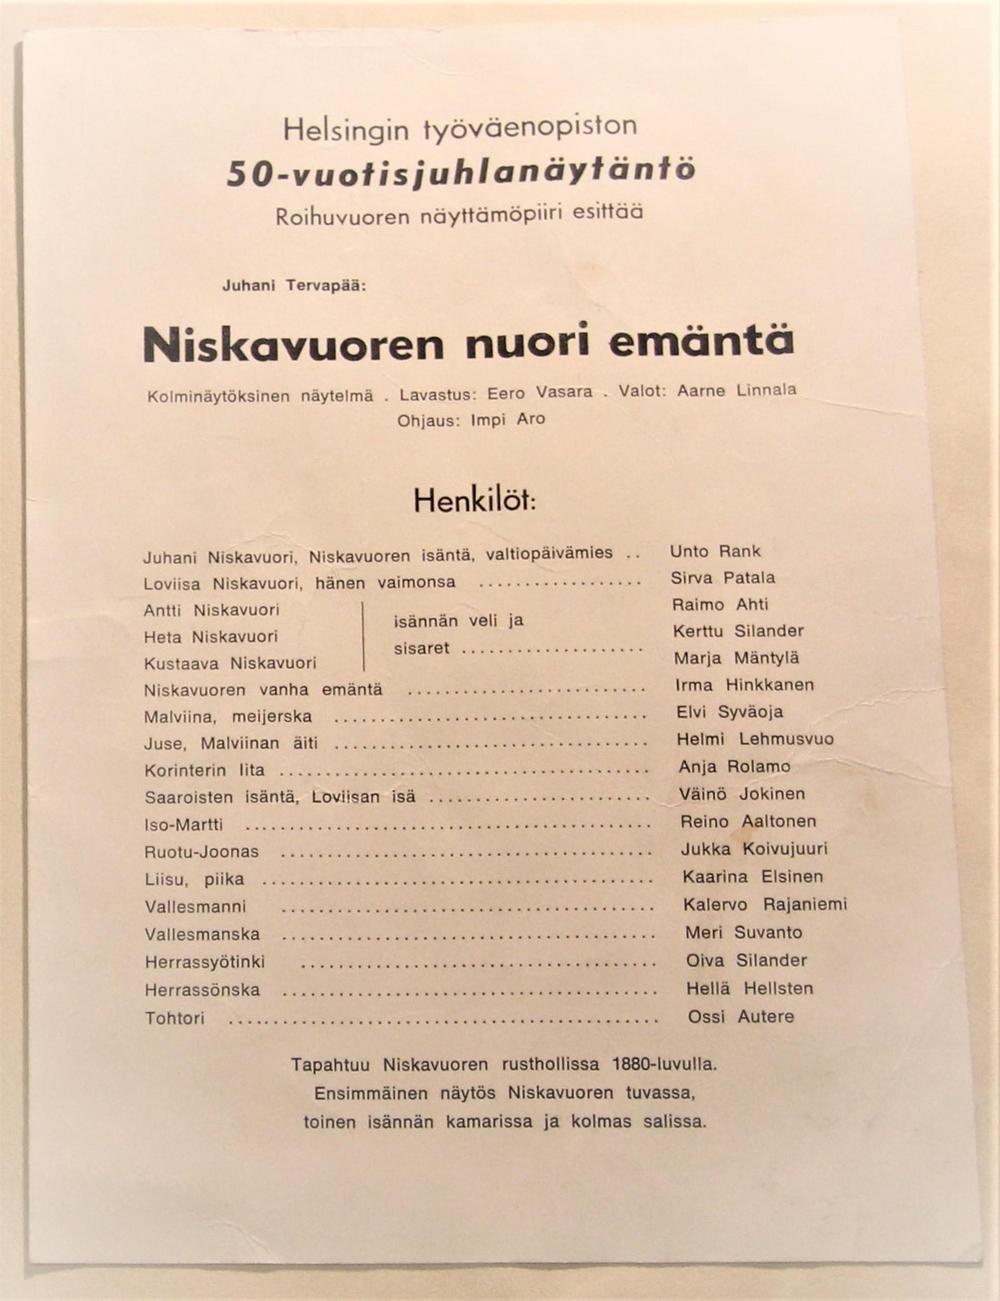 Helsingin työväenopiston
50-vuotisjuhlanäytäntö
Roihuvuoren näyttämöpiiri esittää
Juhani Tervapää:
Niskavuoren nuori emäntä
Kolminäytöksinen näytelmä . Lavastus: Eero Vasara . Valot: Aarne Linnala
Ohjaus: Impi Aro
Henkilöt:
Juhani Niskavuori, Niskavuoren isäntä, valtiopäivämies .. Unto Rank
Loviisa Niskavuori, hänen vaimonsa .................. Sirva Patala
Antti Niskavuori Raimo Ahti
isännän veli ja
Heta Niskavuori Kerttu Silander
sisaret .....................
Kustaava Niskavuori Marja Mäntylä
Niskavuoren vanha emäntä ........................... Irma Hinkkanen
Malviina, meijerska .................................... Elvi Syväoja
Juse, Malviinan äiti .................................... Helmi Lehmusvuo
Korinterin Iita .......................................... Anja Rolamo
Saaroisten isäntä, Loviisan isä ......................... Väinö Jokinen
Iso-Martti .............................................. Reino Aaltonen
Ruotu-Joonas .......................................... Jukka Koivujuuri
Liisu, piika ............................................ Kaarina Elsinen
Vallesmanni .......................................... Kalervo Rajaniemi
Vallesmanska .......................................... Meri Suvanto
Herrassyötinki ........................................ Oiva Silander
Herrassönska .......................................... Hellä Hellsten
Tohtori ................................................ Ossi Autere
Tapahtuu Niskavuoren rusthollissa 1880-luvulla.
Ensimmäinen näytös Niskavuoren tuvassa,
toinen isännän kamarissa ja kolmas salissa.